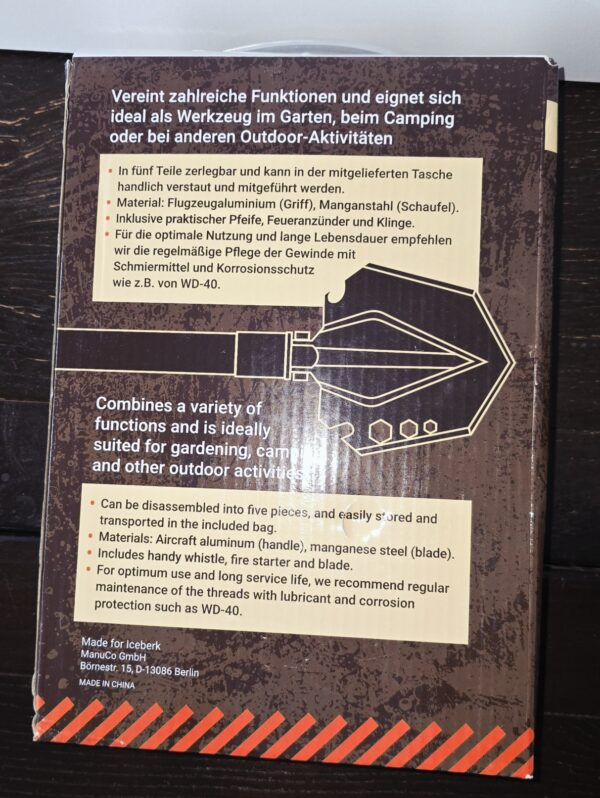 Vereint zahlreiche Funktionen und eignet sich
ideal als Werkzeug im Garten, beim Camping
oder bei anderen Outdoor-Aktivitäten
• In fünf Teile zerlegbar und kann in der mitgelieferten Tasche
handlich verstaut und mitgeführt werden.
• Material: Flugzeugaluminium (Griff), Manganstahl (Schaufel).
• Inklusive praktischer Pfeife, Feueranzünder und Klinge.
• Für die optimale Nutzung und lange Lebensdauer empfehlen
wir die regelmäßige Pflege der Gewinde mit
Schmiermittel und Korrosionsschutz
wie z.B. von WD-40.
Combines a variety of
functions and is ideally
suited for gardening, camping
and other outdoor activities
• Can be disassembled into five pieces, and easily stored and
transported in the included bag.
• Materials: Aircraft aluminum (handle), manganese steel (blade).
• Includes handy whistle, fire starter and blade.
• For optimum use and long service life, we recommend regular
maintenance of the threads with lubricant and corrosion
protection such as WD-40.
Made for Iceberk
ManuCo GmbH
Börnestr. 15, D-13086 Berlin
MADE IN CHINA